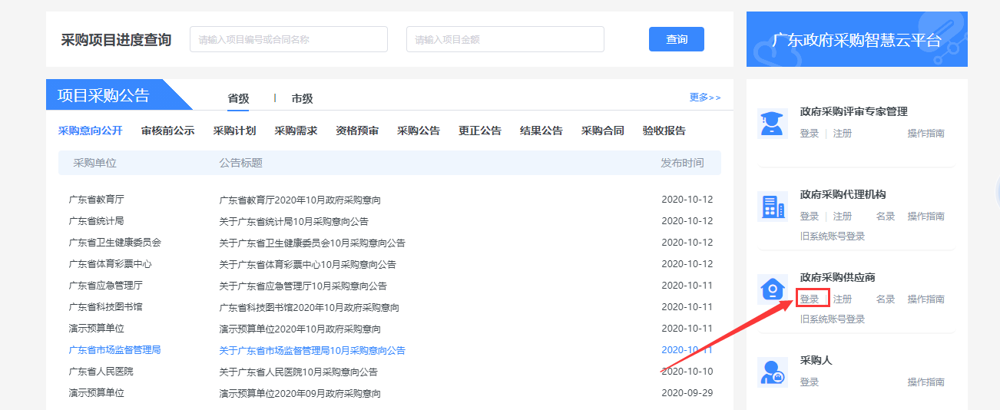 采购项目进度查询 请输入项目编号或合同名称 请输入项目金额 查询
广东政府采购智慧云平台
项目采购公告 省级 市级 更多>>
采购意向公开 审核前公示 采购计划 采购需求 资格预审 采购公告 更正公告 结果公告 采购合同 验收报告
采购单位 公告标题 发布时间
广东省教育厅 广东省教育厅2020年10月政府采购意向 2020-10-12
广东省统计局 关于广东省统计局10月采购意向公告 2020-10-12
广东省卫生健康委员会 关于广东省卫生健康委员会10月采购意向公告 2020-10-12
广东省体育彩票中心 关于广东省体育彩票中心10月采购意向公告 2020-10-12
广东省应急管理厅 关于广东省应急管理厅10月采购意向公告 2020-10-11
广东省科技图书馆 广东省科技图书馆2020年10月政府采购意向 2020-10-11
演示预算单位 演示预算单位2020年10月政府采购意向 2020-10-11
广东省市场监督管理局 关于广东省市场监督管理局10月采购意向公告 2020-10-11
广东省人民医院 关于广东省人民医院10月采购意向公告 2020-10-10
演示预算单位 演示预算单位2020年09月政府采购意向 2020-09-29
政府采购评审专家管理
登录 | 注册 操作指南
政府采购代理机构
登录 | 注册 名录 操作指南
旧系统账号登录
政府采购供应商
登录 | 注册 名录 操作指南
旧系统账号登录
采购人
登录 操作指南